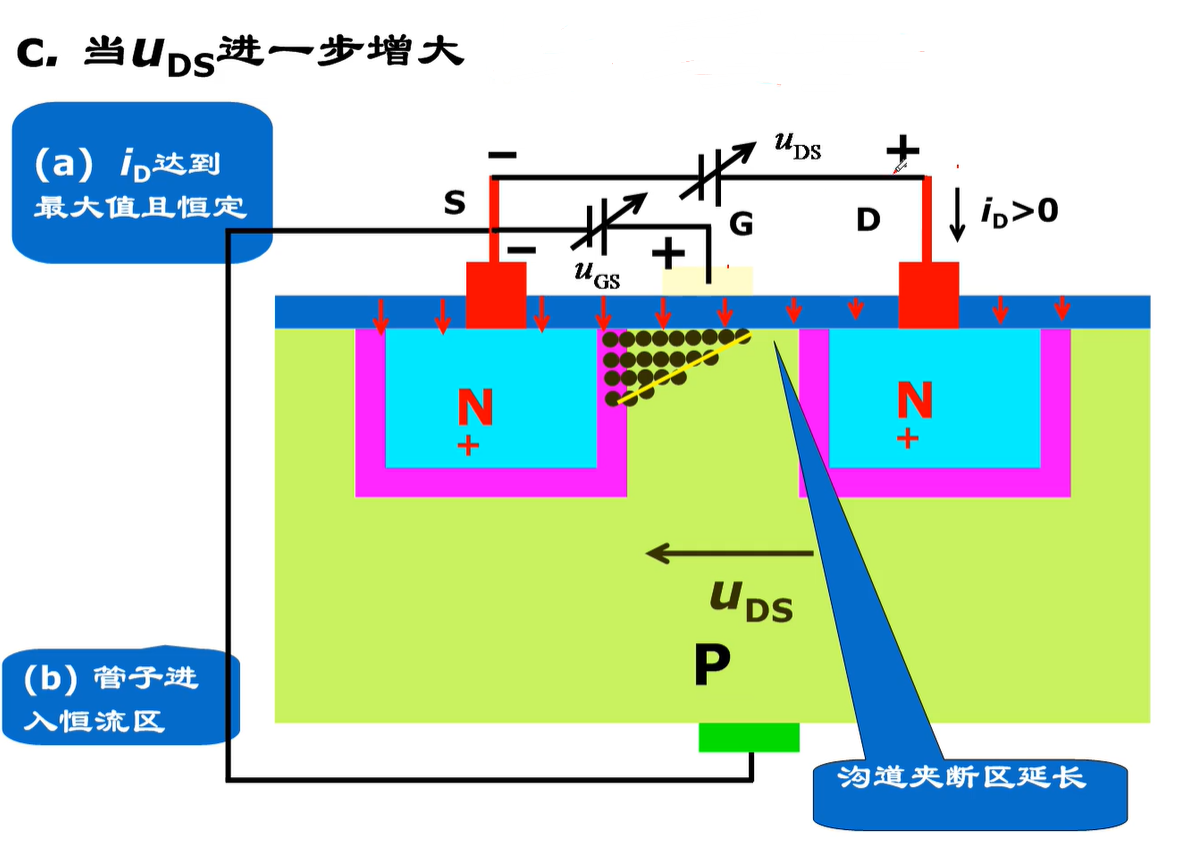 c. 当uDS进一步增大
(a) iD达到
最大值且恒定
− uDS +
S G D iD>0
− uGS +
N N
+ +
uDS
P
(b) 管子进
入恒流区
沟道夹断区延长